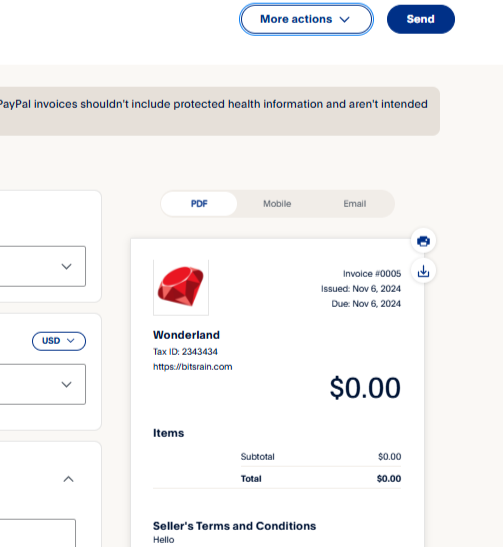 More actions
Send
PayPal invoices shouldn't include protected health information and aren't intended
PDF
Mobile
Email
USD
Invoice #0005
Issued: Nov 6, 2024
Due: Nov 6, 2024
Wonderland
Tax ID: 2343434
https://bitsrain.com
$0.00
Items
Subtotal $0.00
Total $0.00
Seller's Terms and Conditions
Hello